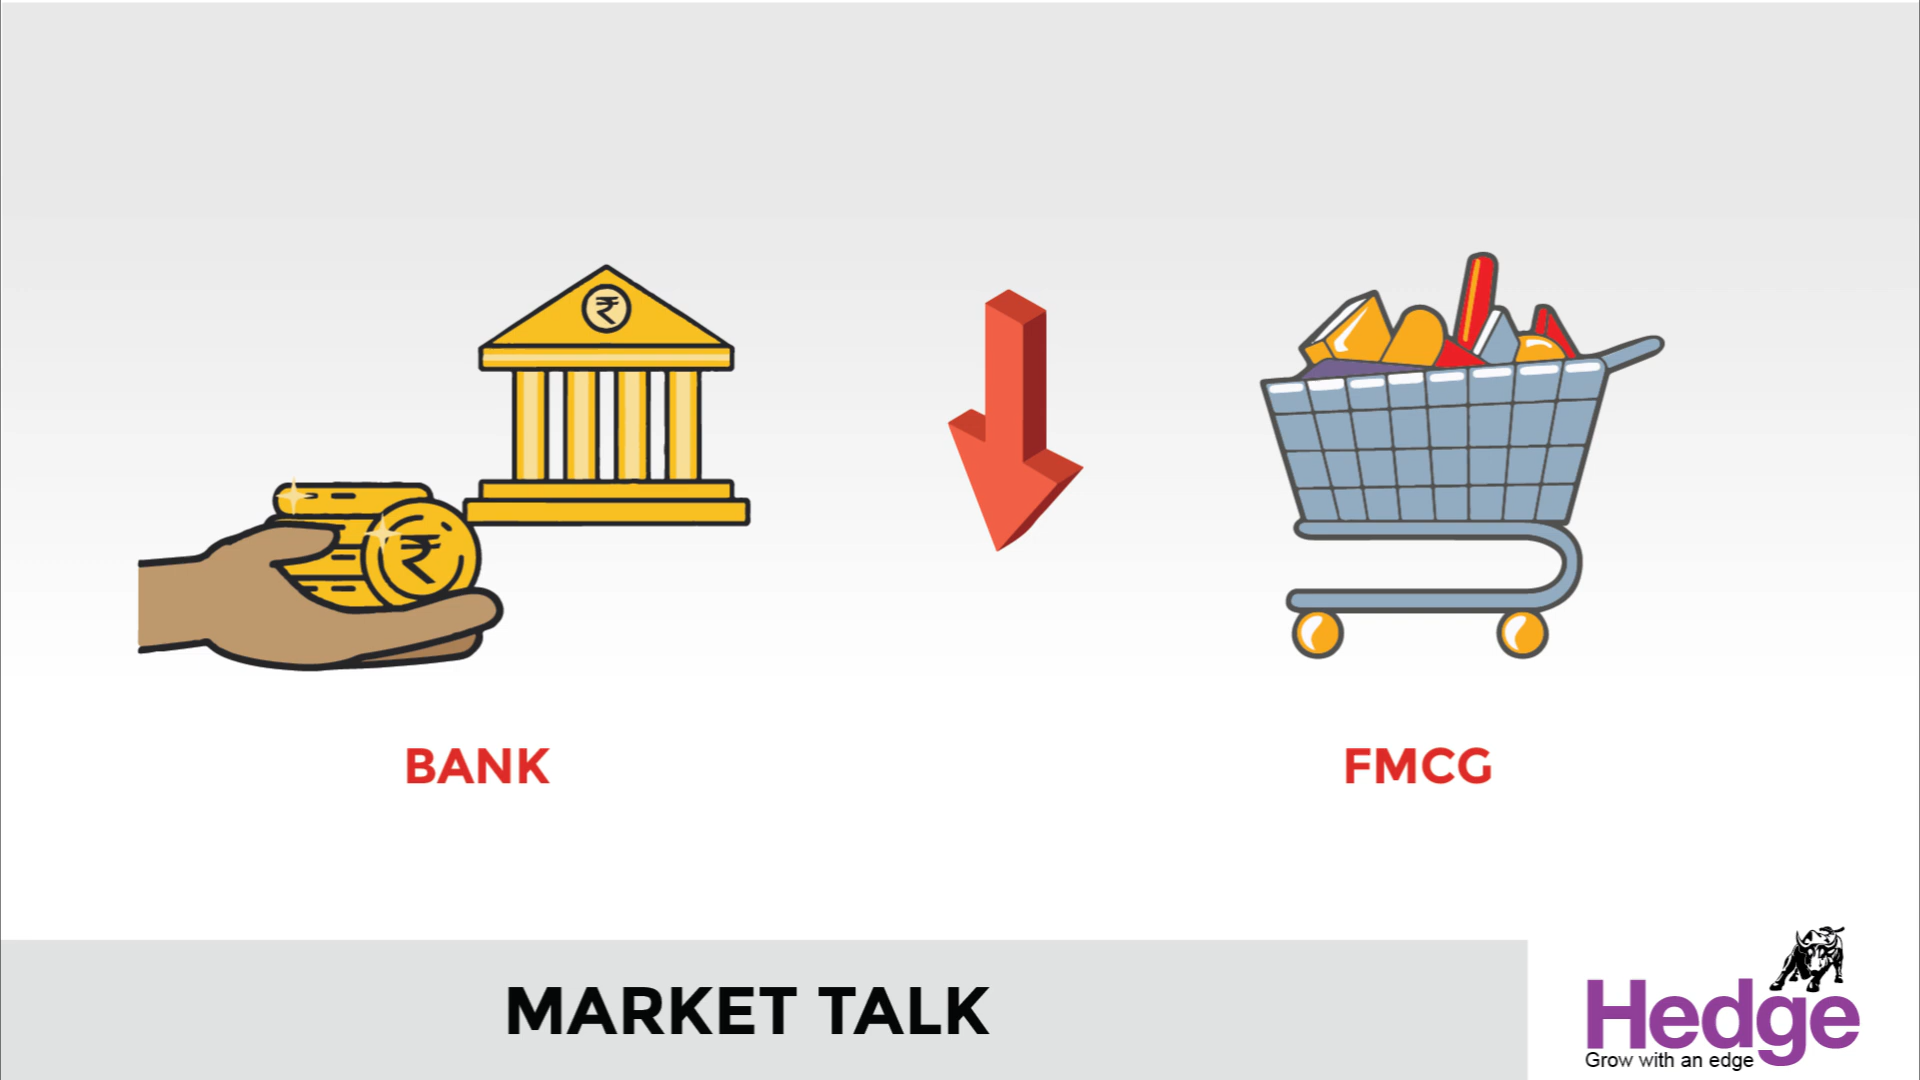 ₹
₹
BANK
FMCG
MARKET TALK
Hedge
Grow with an edge